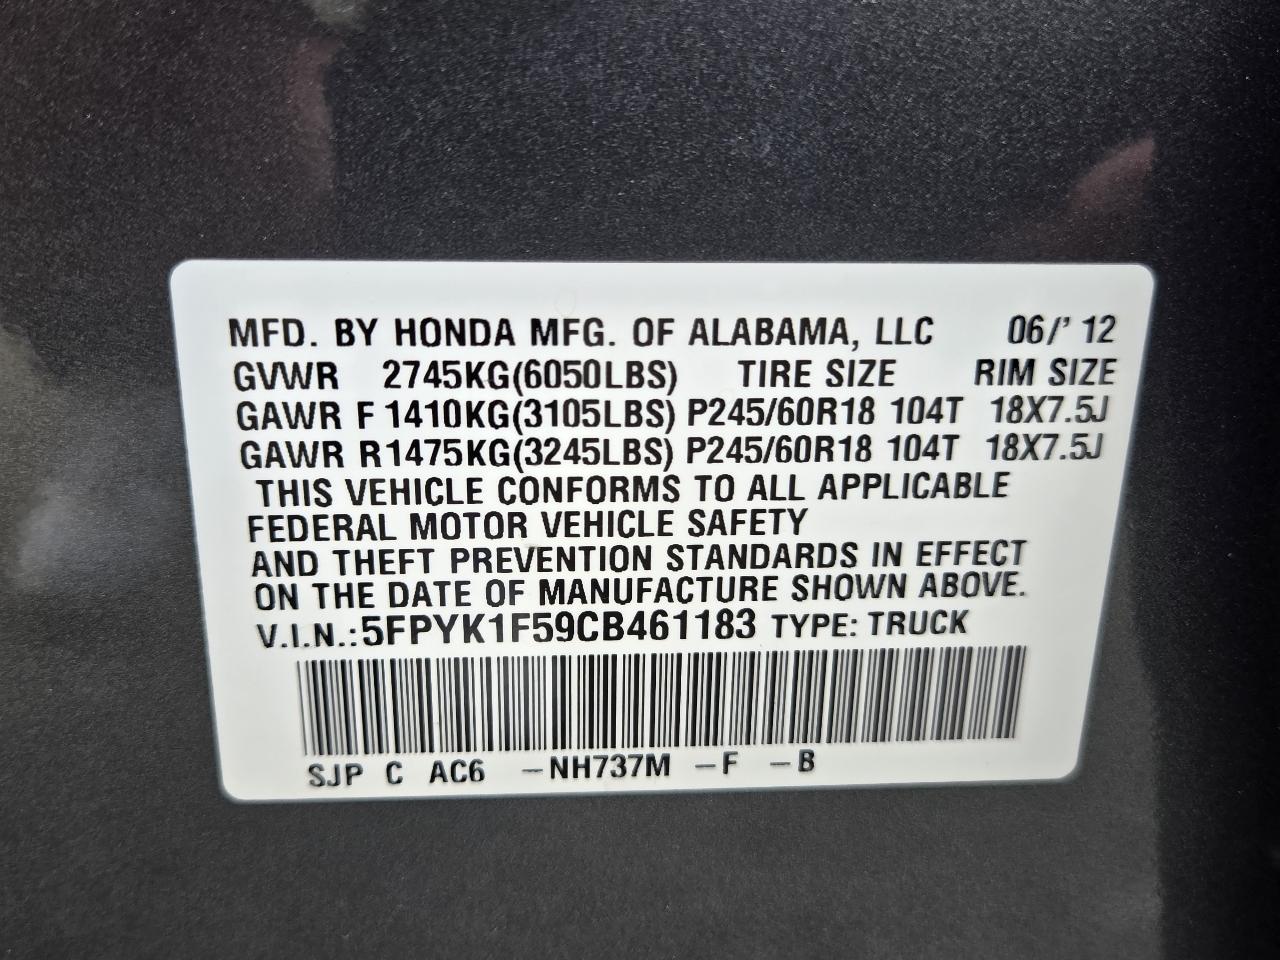 MFD. BY HONDA MFG. OF ALABAMA, LLC 06/' 12
GVWR 2745KG(6050LBS) TIRE SIZE RIM SIZE
GAWR F 1410KG(3105LBS) P245/60R18 104T 18X7.5J
GAWR R1475KG(3245LBS) P245/60R18 104T 18X7.5J
THIS VEHICLE CONFORMS TO ALL APPLICABLE
FEDERAL MOTOR VEHICLE SAFETY
AND THEFT PREVENTION STANDARDS IN EFFECT
ON THE DATE OF MANUFACTURE SHOWN ABOVE.
V.I.N.:5FPYK1F59CB461183 TYPE: TRUCK
SJP C AC6 -NH737M -F -B